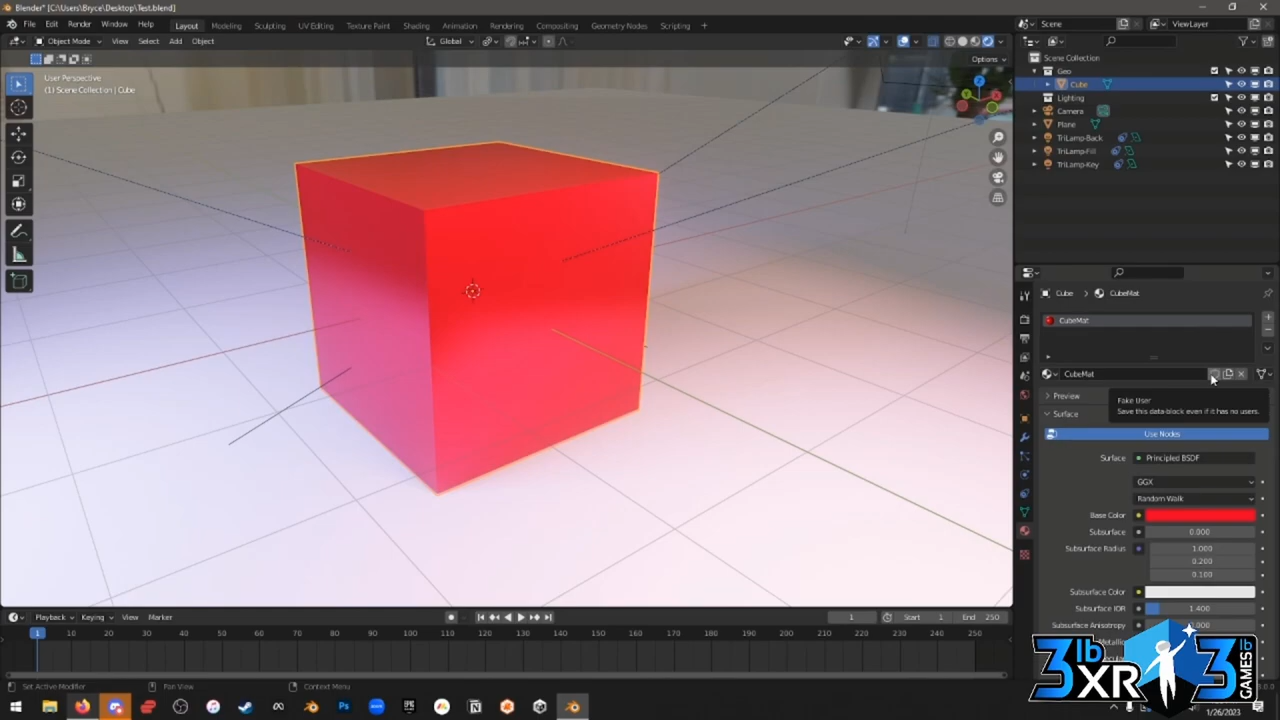 Blender* [C:\Users\Bryce\Desktop\Test.blend]
File Edit Render Window Help Layout Modeling Sculpting UV Editing Texture Paint Shading Animation Rendering Compositing Geometry Nodes Scripting + Scene ViewLayer
Object Mode View Select Add Object Global
Options
User Perspective
(1) Scene Collection | Cube
Scene Collection
Geo
Cube
Lighting
Camera
Plane
TriLamp-Back
TriLamp-Fill
TriLamp-Key
Cube > CubeMat
CubeMat
CubeMat
Preview
Fake User
Save this data-block even if it has no users.
Surface
Use Nodes
Surface Principled BSDF
GGX
Random Walk
Base Color
Subsurface 0.000
Subsurface Radius 1.000
0.200
0.100
Subsurface Color
Subsurface IOR 1.400
Subsurface Anisotropy
Metallic
Playback Keying View Marker 1 Start 1 End 250
1 10 20 30 40 50 60 70 80 90 100 110 120 130 140 150 160 170 180 190 200 210 220 230 240 250
Set Active Modifier Pan View Context Menu
3lb XR
3lb GAMES
1/26/2023